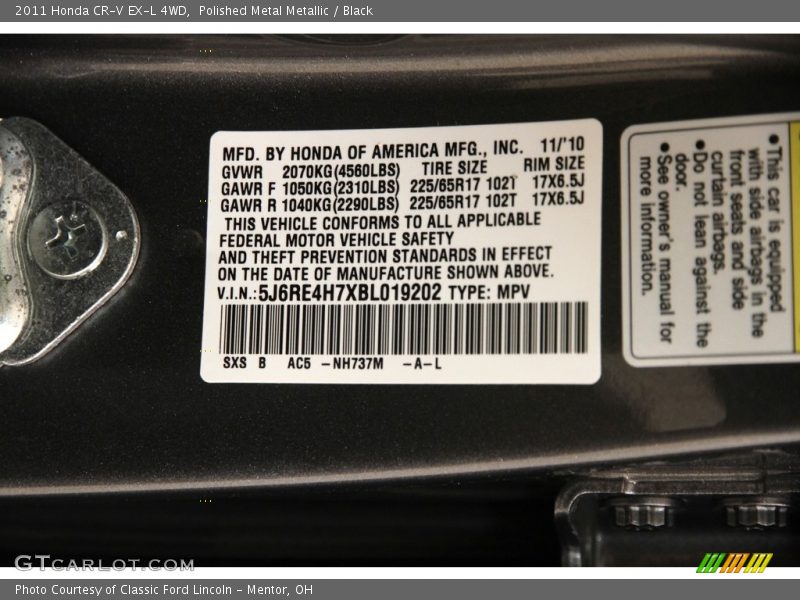 2011 Honda CR-V EX-L 4WD, Polished Metal Metallic / Black
MFD. BY HONDA OF AMERICA MFG., INC. 11/'10
GVWR 2070KG(4560LBS) TIRE SIZE RIM SIZE
GAWR F 1050KG(2310LBS) 225/65R17 102T 17X6.5J
GAWR R 1040KG(2290LBS) 225/65R17 102T 17X6.5J
THIS VEHICLE CONFORMS TO ALL APPLICABLE
FEDERAL MOTOR VEHICLE SAFETY
AND THEFT PREVENTION STANDARDS IN EFFECT
ON THE DATE OF MANUFACTURE SHOWN ABOVE.
V.I.N.:5J6RE4H7XBL019202 TYPE: MPV
SXS B AC5 -NH737M -A-L
•This car is equipped
with side airbags in the
front seats and side
curtain airbags.
•Do not lean against the
door.
•See owner's manual for
more information.
GTCarLot.com
Photo Courtesy of Classic Ford Lincoln - Mentor, OH